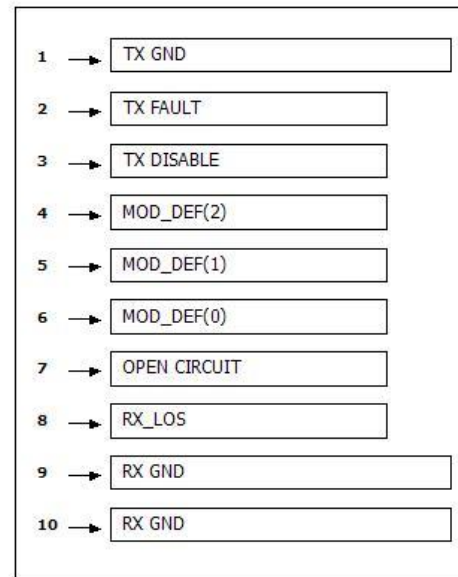 1 TX GND
2 TX FAULT
3 TX DISABLE
4 MOD_DEF(2)
5 MOD_DEF(1)
6 MOD_DEF(0)
7 OPEN CIRCUIT
8 RX_LOS
9 RX GND
10 RX GND